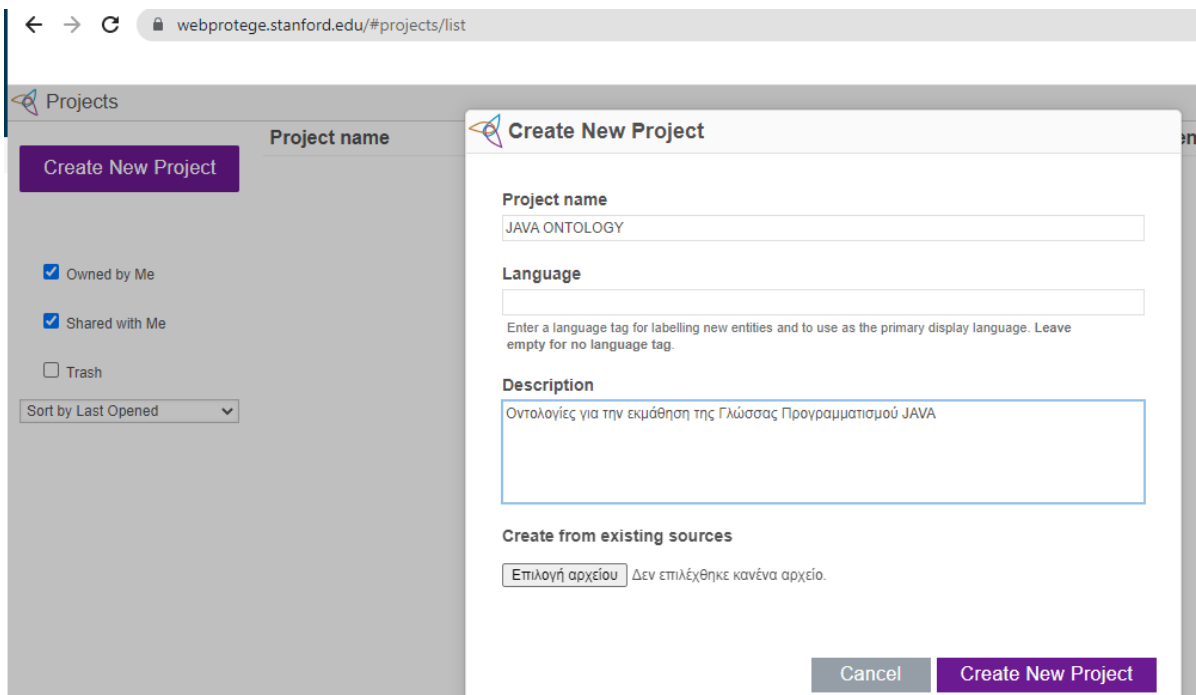 webprotege.stanford.edu/#projects/list
Projects
Project name
Create New Project
Owned by Me
Shared with Me
Trash
Sort by Last Opened
Create New Project
Project name
JAVA ONTOLOGY
Language
Enter a language tag for labelling new entities and to use as the primary display language. Leave
empty for no language tag.
Description
Οντολογίες για την εκμάθηση της Γλώσσας Προγραμματισμού JAVA
Create from existing sources
Επιλογή αρχείου Δεν επιλέχθηκε κανένα αρχείο.
Cancel Create New Project